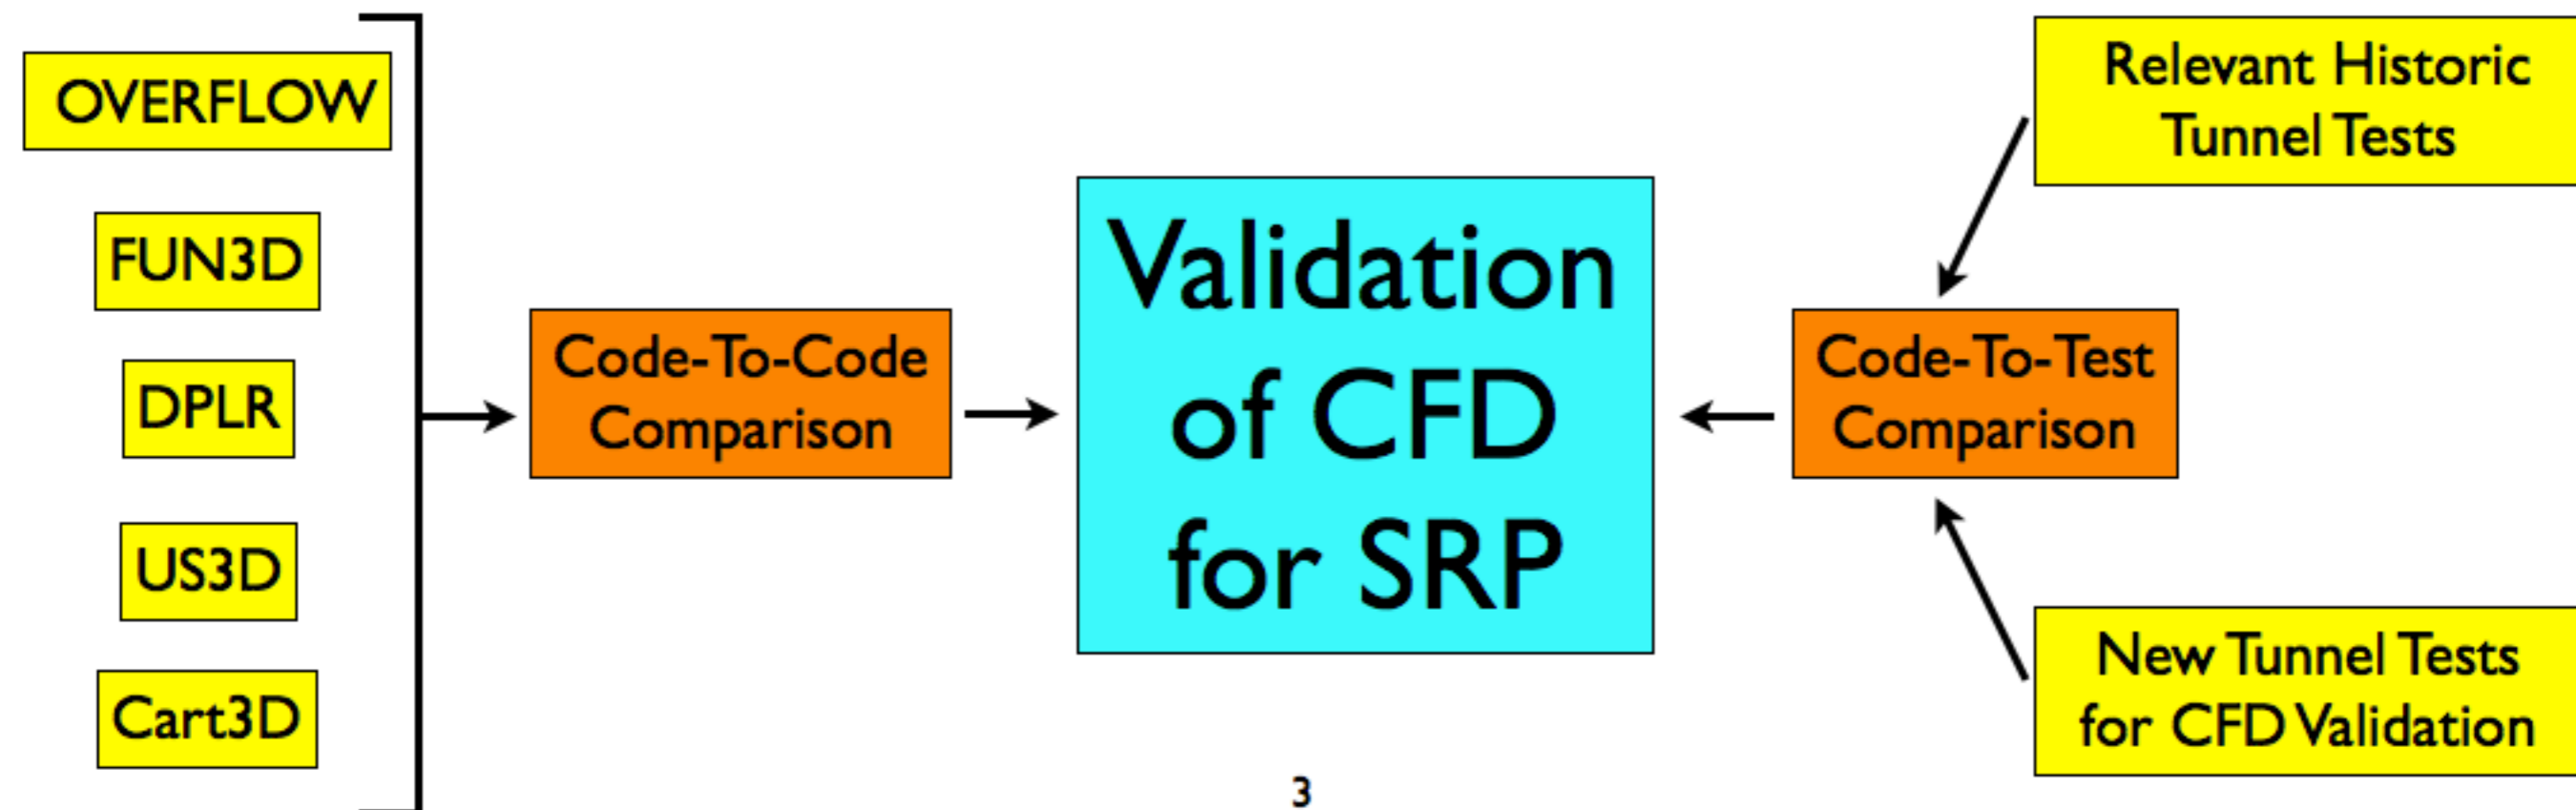 OVERFLOW
FUN3D
DPLR
US3D
Cart3D
Code-To-Code
Comparison
Validation
of CFD
for SRP
Relevant Historic
Tunnel Tests
Code-To-Test
Comparison
New Tunnel Tests
for CFD Validation
3